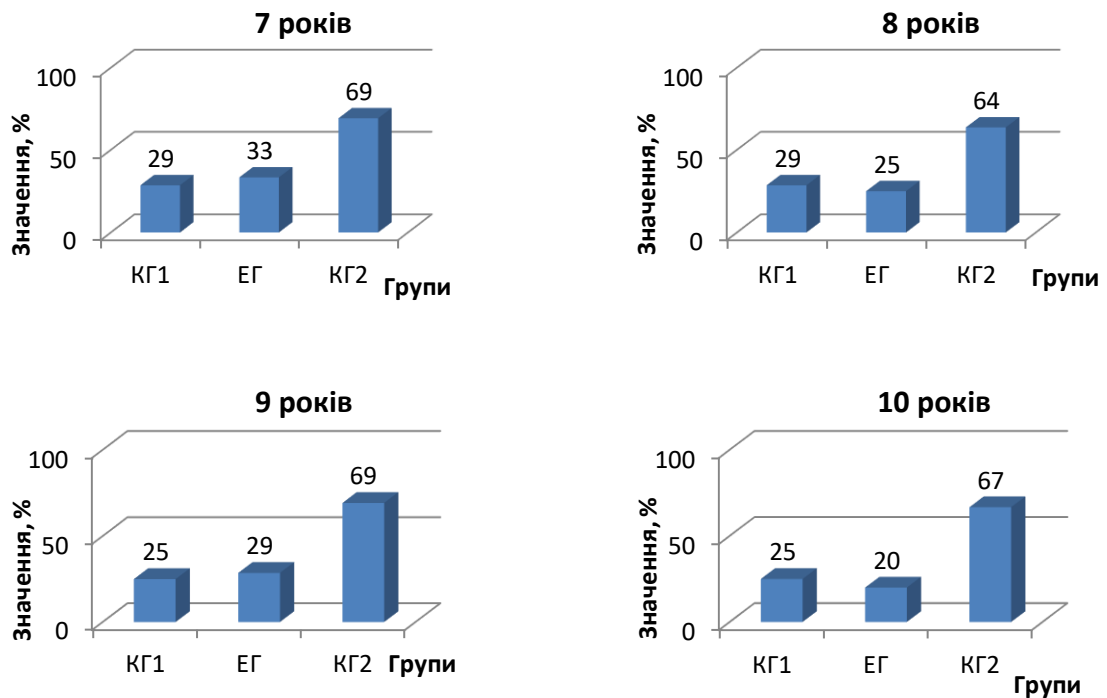 7 років
Значення, %
100
50
0
29
33
69
КГ1 ЕГ КГ2
Групи
8 років
Значення, %
100
50
0
29
25
64
КГ1 ЕГ КГ2
Групи
9 років
Значення, %
100
50
0
25
29
69
КГ1 ЕГ КГ2
Групи
10 років
Значення, %
100
50
0
25
20
67
КГ1 ЕГ КГ2
Групи